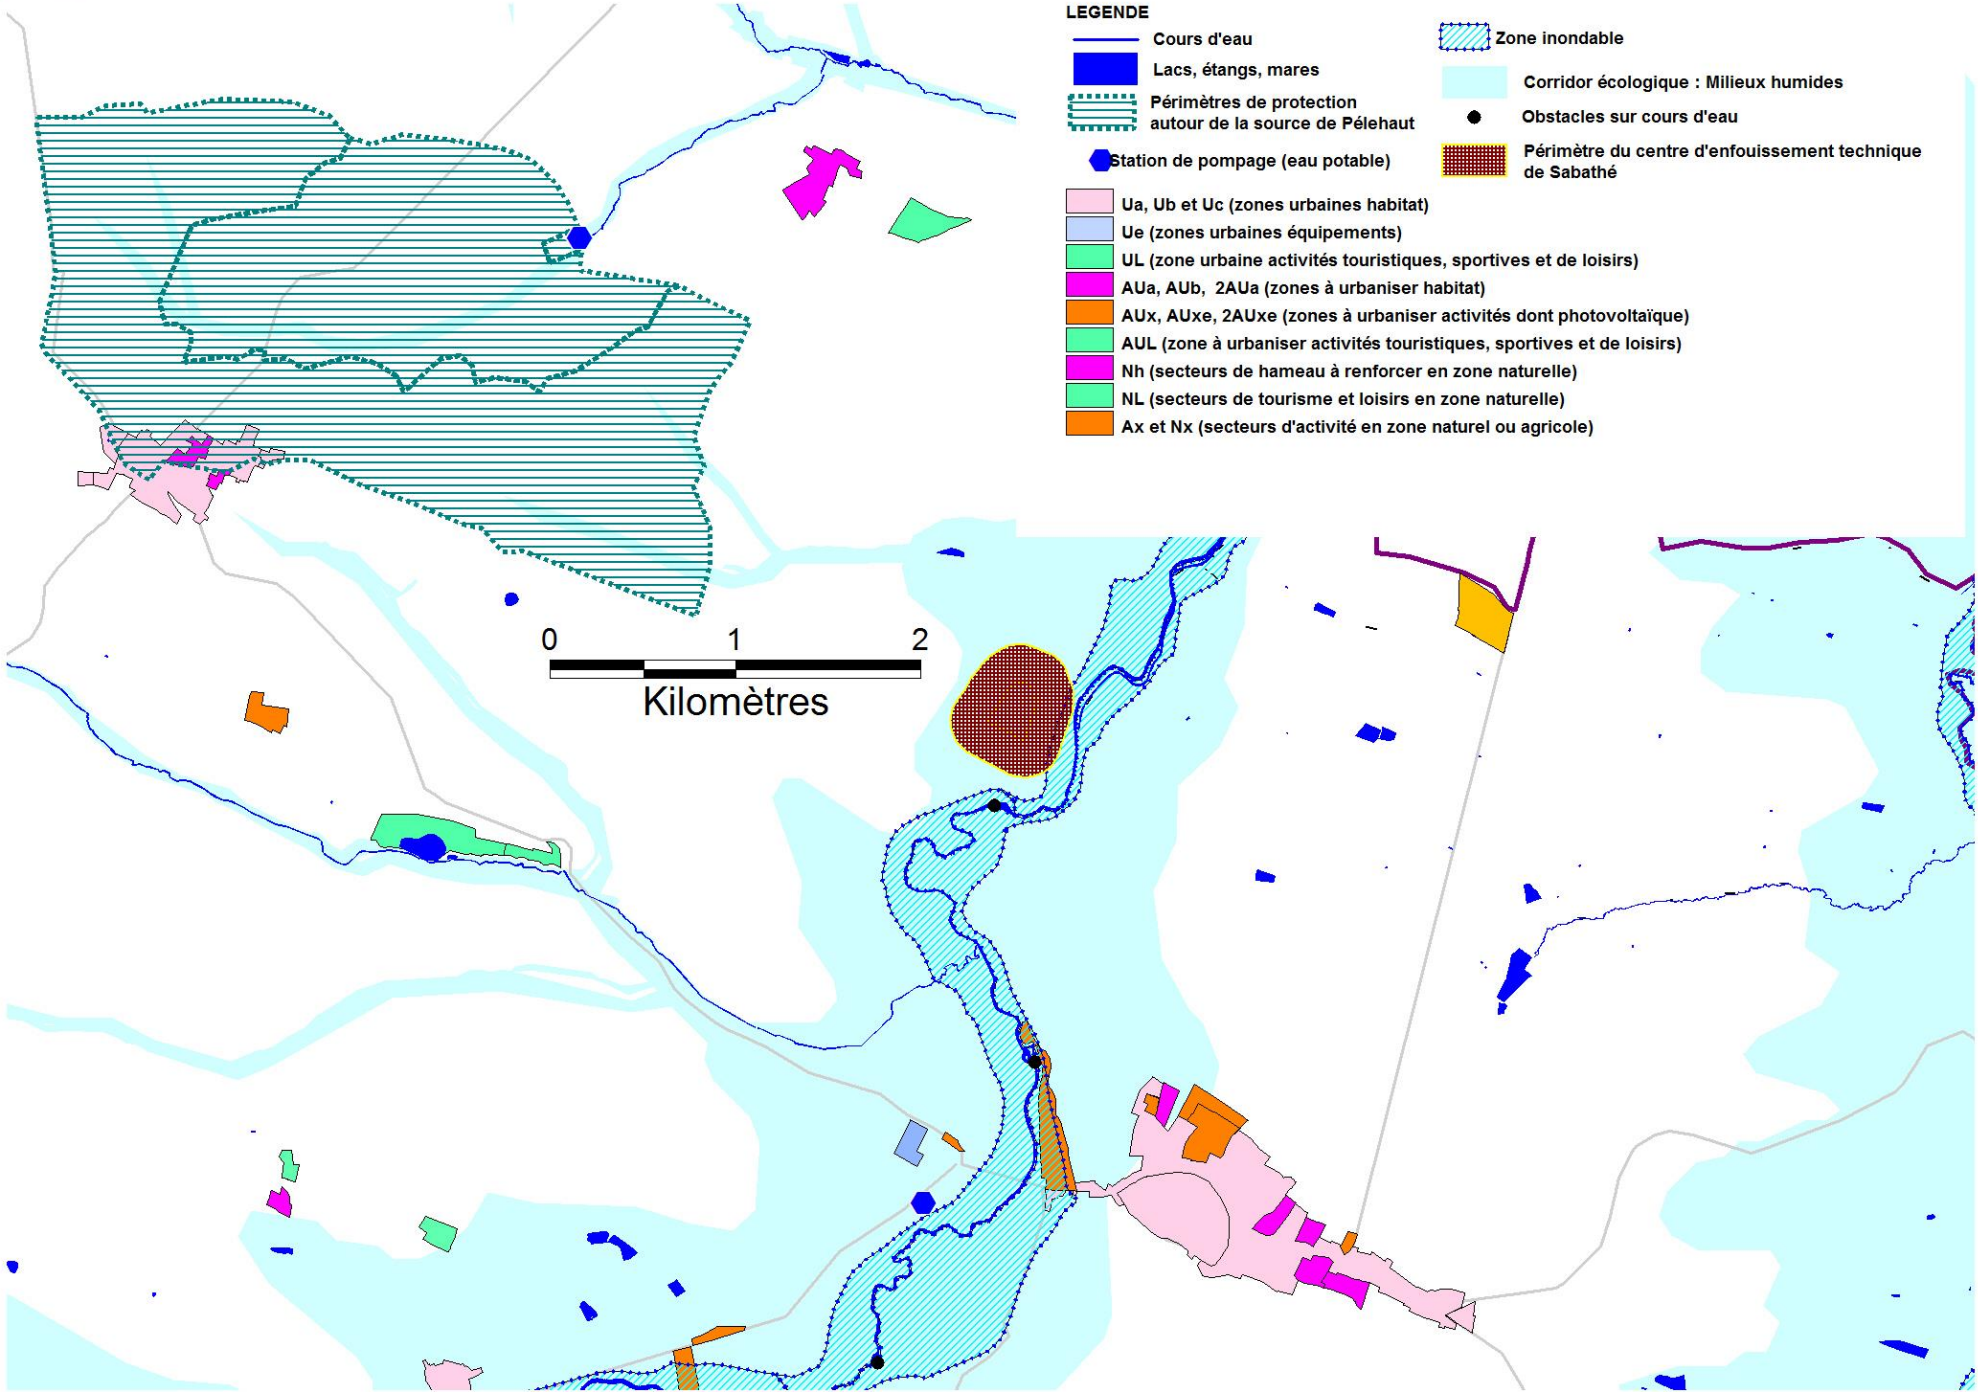 LEGENDE
Cours d'eau
Lacs, étangs, mares
Périmètres de protection
autour de la source de Pélehaut
Station de pompage (eau potable)
Zone inondable
Corridor écologique : Milieux humides
Obstacles sur cours d'eau
Périmètre du centre d'enfouissement technique
de Sabathé
Ua, Ub et Uc (zones urbaines habitat)
Ue (zones urbaines équipements)
UL (zone urbaine activités touristiques, sportives et de loisirs)
AUa, AUb, 2AUa (zones à urbaniser habitat)
AUx, AUxe, 2AUxe (zones à urbaniser activités dont photovoltaïque)
AUL (zone à urbaniser activités touristiques, sportives et de loisirs)
Nh (secteurs de hameau à renforcer en zone naturelle)
NL (secteurs de tourisme et loisirs en zone naturelle)
Ax et Nx (secteurs d'activité en zone naturel ou agricole)
0 1 2
Kilomètres